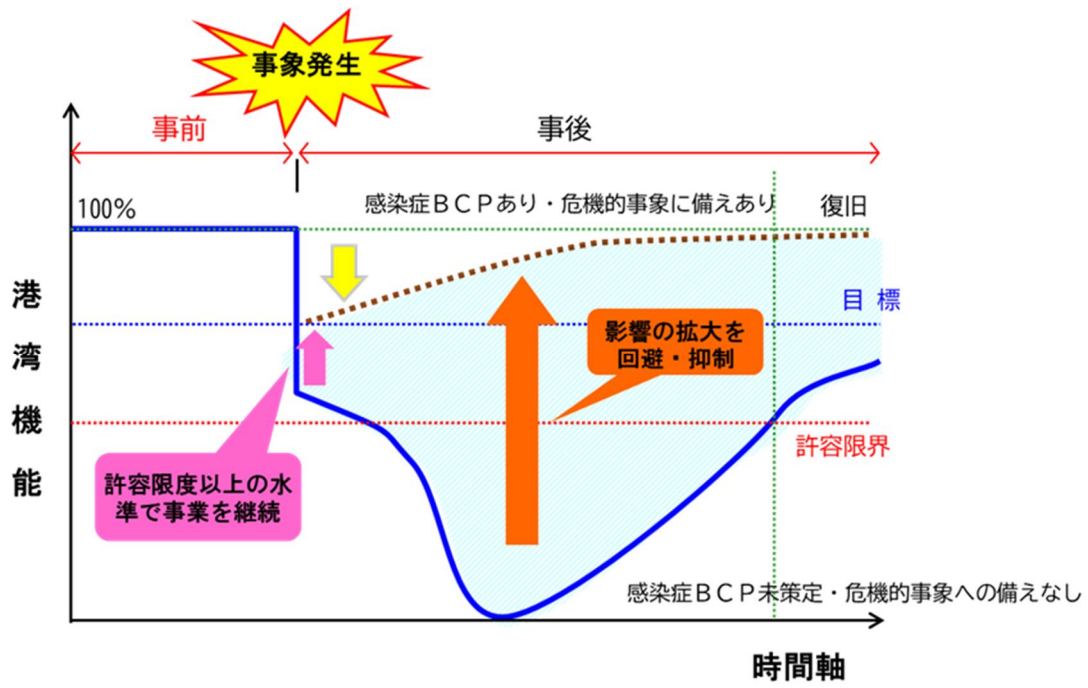 事象発生
事前
事後
100%
感染症ＢＣＰあり・危機的事象に備えあり
復旧
目 標
影響の拡大を
回避・抑制
港湾機能
許容限界
許容限度以上の水
準で事業を継続
感染症ＢＣＰ未策定・危機的事象への備えなし
時間軸